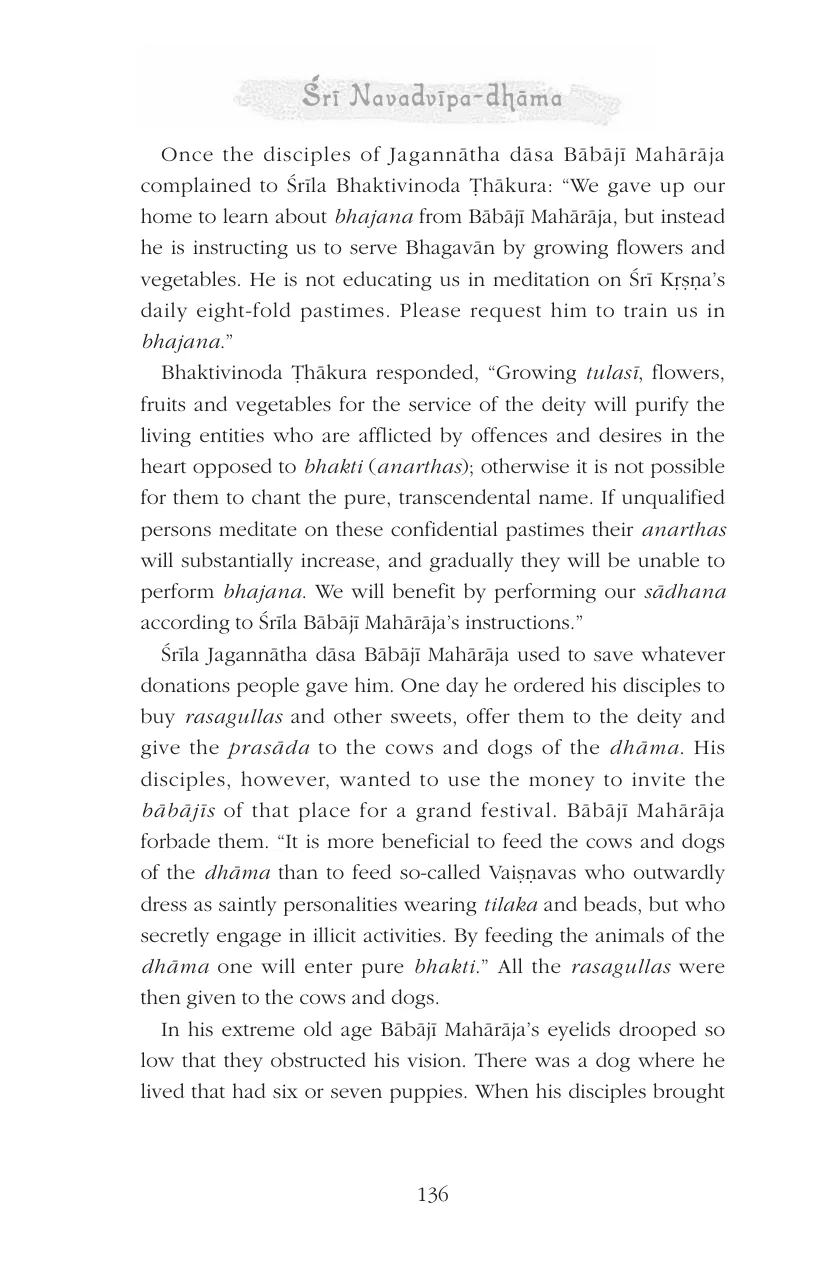 Śrī Navadvīpa-dhāma
Once the disciples of Jagannātha dāsa Bābājī Mahārāja
complained to Śrīla Bhaktivinoda Ṭhākura: “We gave up our
home to learn about bhajana from Bābājī Mahārāja, but instead
he is instructing us to serve Bhagavān by growing flowers and
vegetables. He is not educating us in meditation on Śrī Kṛṣṇa’s
daily eight-fold pastimes. Please request him to train us in
bhajana.”
Bhaktivinoda Ṭhākura responded, “Growing tulasī, flowers,
fruits and vegetables for the service of the deity will purify the
living entities who are afflicted by offences and desires in the
heart opposed to bhakti (anarthas); otherwise it is not possible
for them to chant the pure, transcendental name. If unqualified
persons meditate on these confidential pastimes their anarthas
will substantially increase, and gradually they will be unable to
perform bhajana. We will benefit by performing our sādhana
according to Śrīla Bābājī Mahārāja’s instructions.”
Śrīla Jagannātha dāsa Bābājī Mahārāja used to save whatever
donations people gave him. One day he ordered his disciples to
buy rasagullas and other sweets, offer them to the deity and
give the prasāda to the cows and dogs of the dhāma. His
disciples, however, wanted to use the money to invite the
bābājīs of that place for a grand festival. Bābājī Mahārāja
forbade them. “It is more beneficial to feed the cows and dogs
of the dhāma than to feed so-called Vaiṣṇavas who outwardly
dress as saintly personalities wearing tilaka and beads, but who
secretly engage in illicit activities. By feeding the animals of the
dhāma one will enter pure bhakti.” All the rasagullas were
then given to the cows and dogs.
In his extreme old age Bābājī Mahārāja’s eyelids drooped so
low that they obstructed his vision. There was a dog where he
lived that had six or seven puppies. When his disciples brought
136